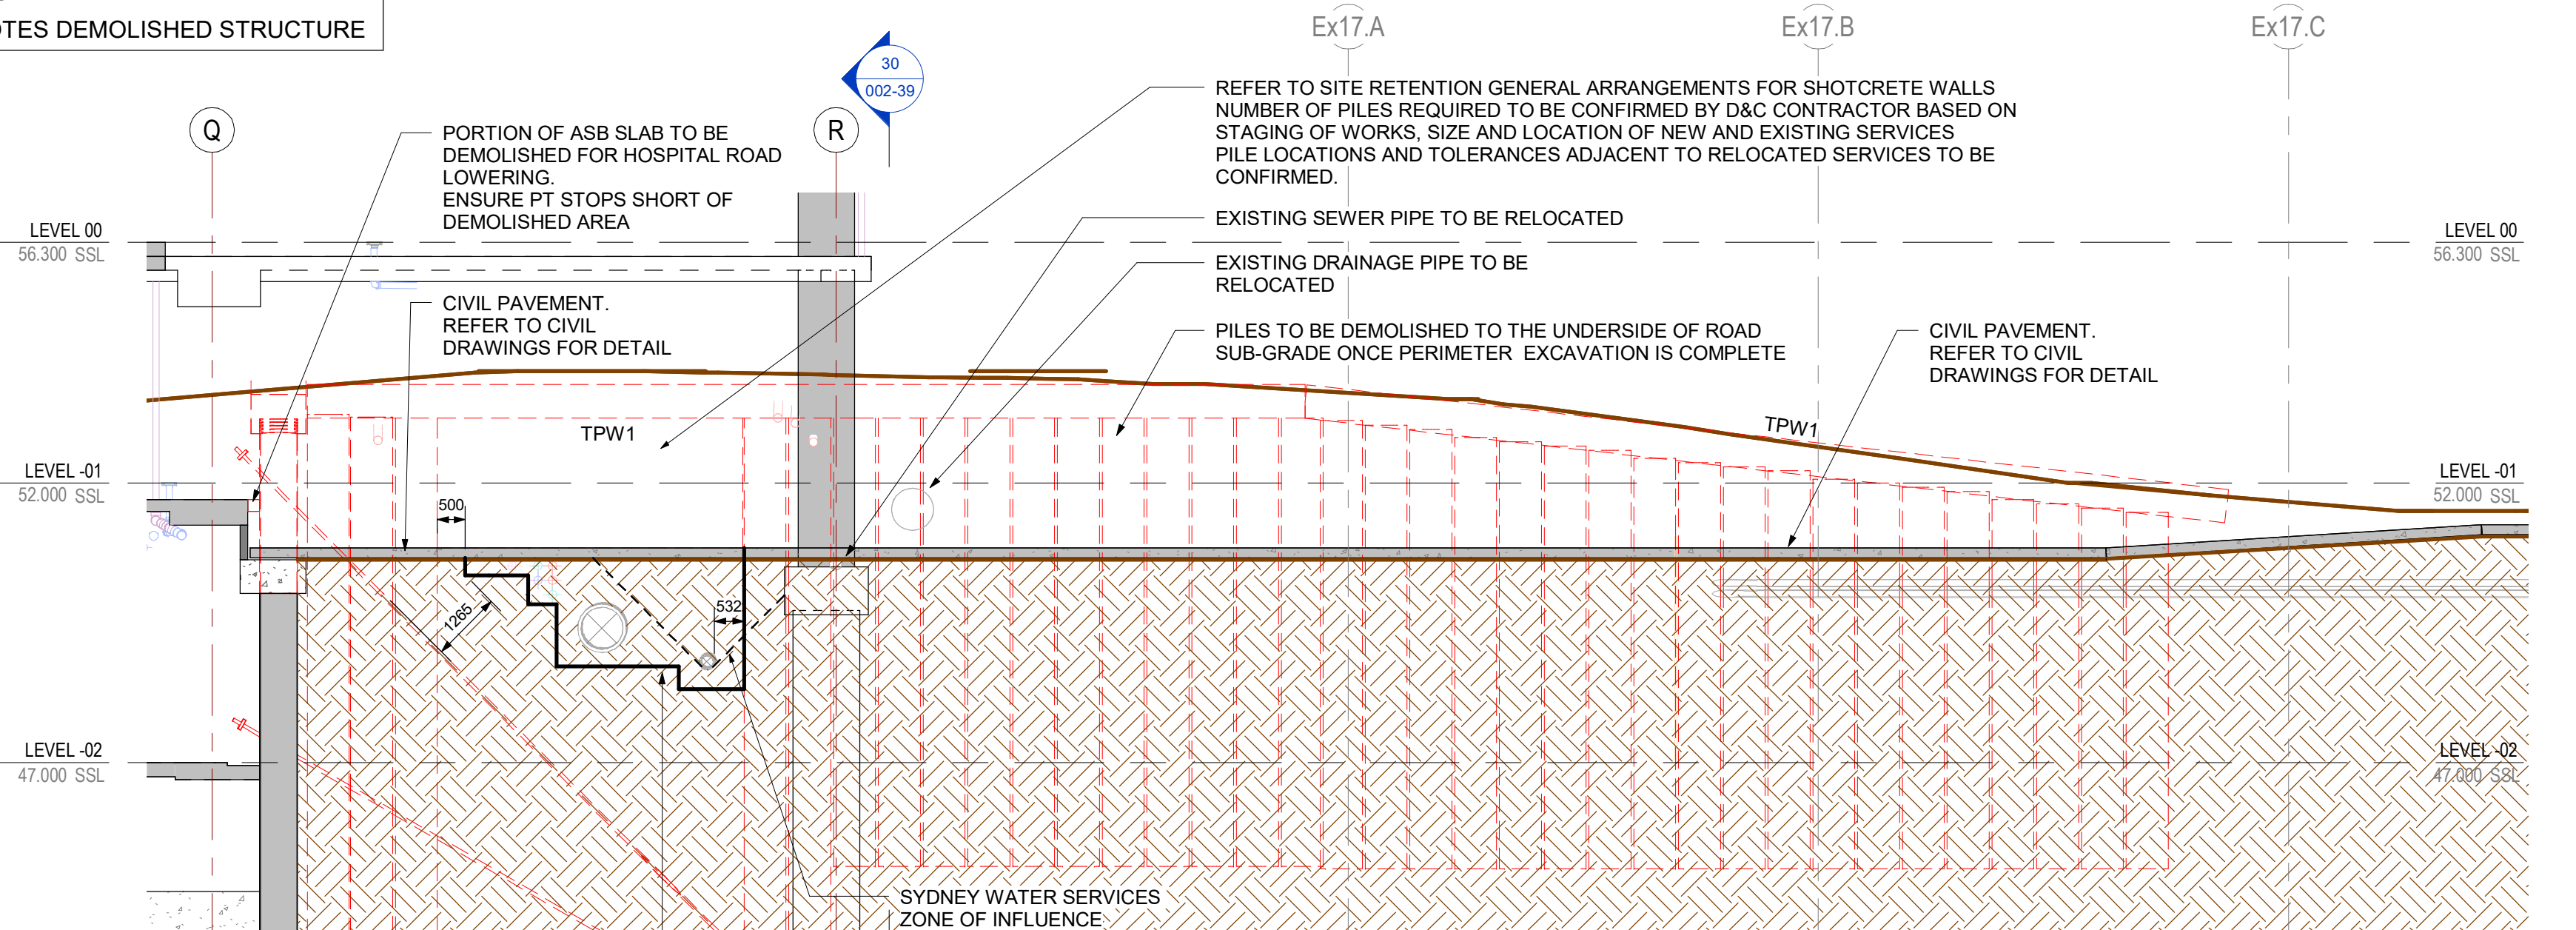 OTES DEMOLISHED STRUCTURE
Ex17.A
Ex17.B
Ex17.C
30
002-39
Q
R
PORTION OF ASB SLAB TO BE
DEMOLISHED FOR HOSPITAL ROAD
LOWERING.
ENSURE PT STOPS SHORT OF
DEMOLISHED AREA
REFER TO SITE RETENTION GENERAL ARRANGEMENTS FOR SHOTCRETE WALLS
NUMBER OF PILES REQUIRED TO BE CONFIRMED BY D&C CONTRACTOR BASED ON
STAGING OF WORKS, SIZE AND LOCATION OF NEW AND EXISTING SERVICES
PILE LOCATIONS AND TOLERANCES ADJACENT TO RELOCATED SERVICES TO BE
CONFIRMED.
EXISTING SEWER PIPE TO BE RELOCATED
LEVEL 00
56.300 SSL
LEVEL 00
56.300 SSL
EXISTING DRAINAGE PIPE TO BE
RELOCATED
CIVIL PAVEMENT.
REFER TO CIVIL
DRAWINGS FOR DETAIL
PILES TO BE DEMOLISHED TO THE UNDERSIDE OF ROAD
SUB-GRADE ONCE PERIMETER EXCAVATION IS COMPLETE
CIVIL PAVEMENT.
REFER TO CIVIL
DRAWINGS FOR DETAIL
TPW1
TPW1
LEVEL -01
52.000 SSL
LEVEL -01
52.000 SSL
500
1265
532
LEVEL -02
47.000 SSL
LEVEL -02
47.000 SSL
SYDNEY WATER SERVICES
ZONE OF INFLUENCE